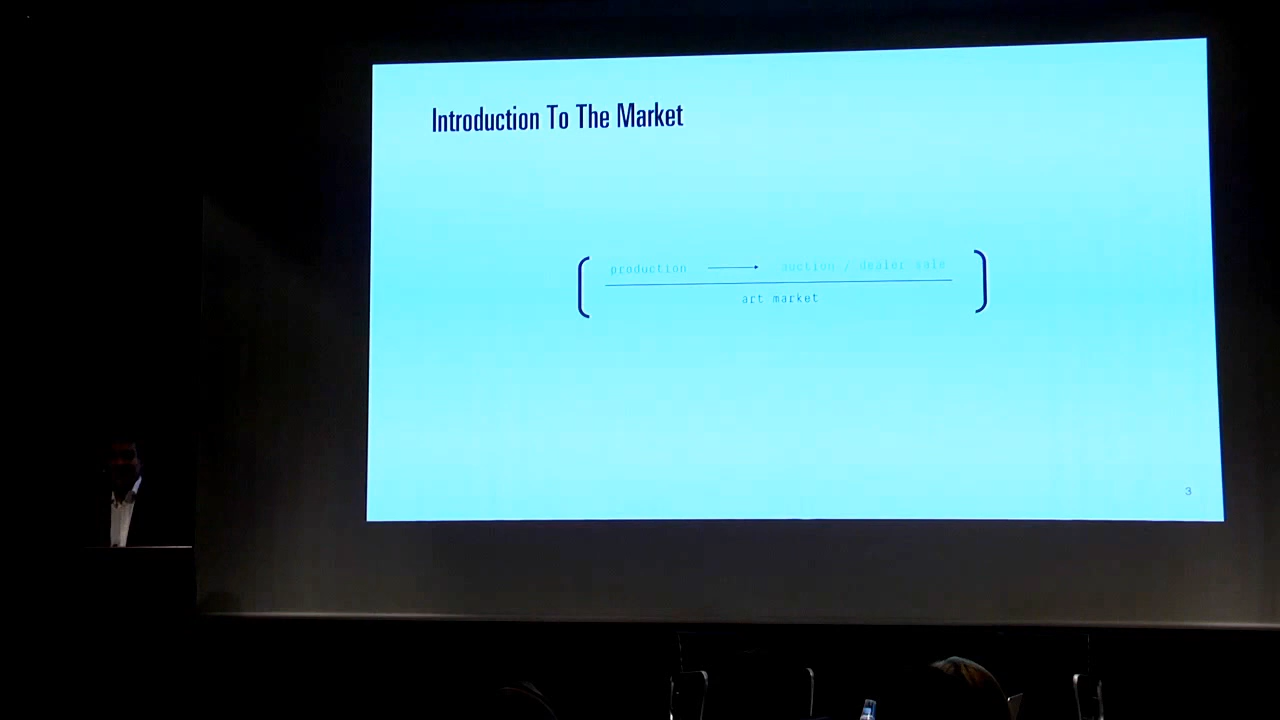 Introduction To The Market
production → auction / dealer sale
art market
3